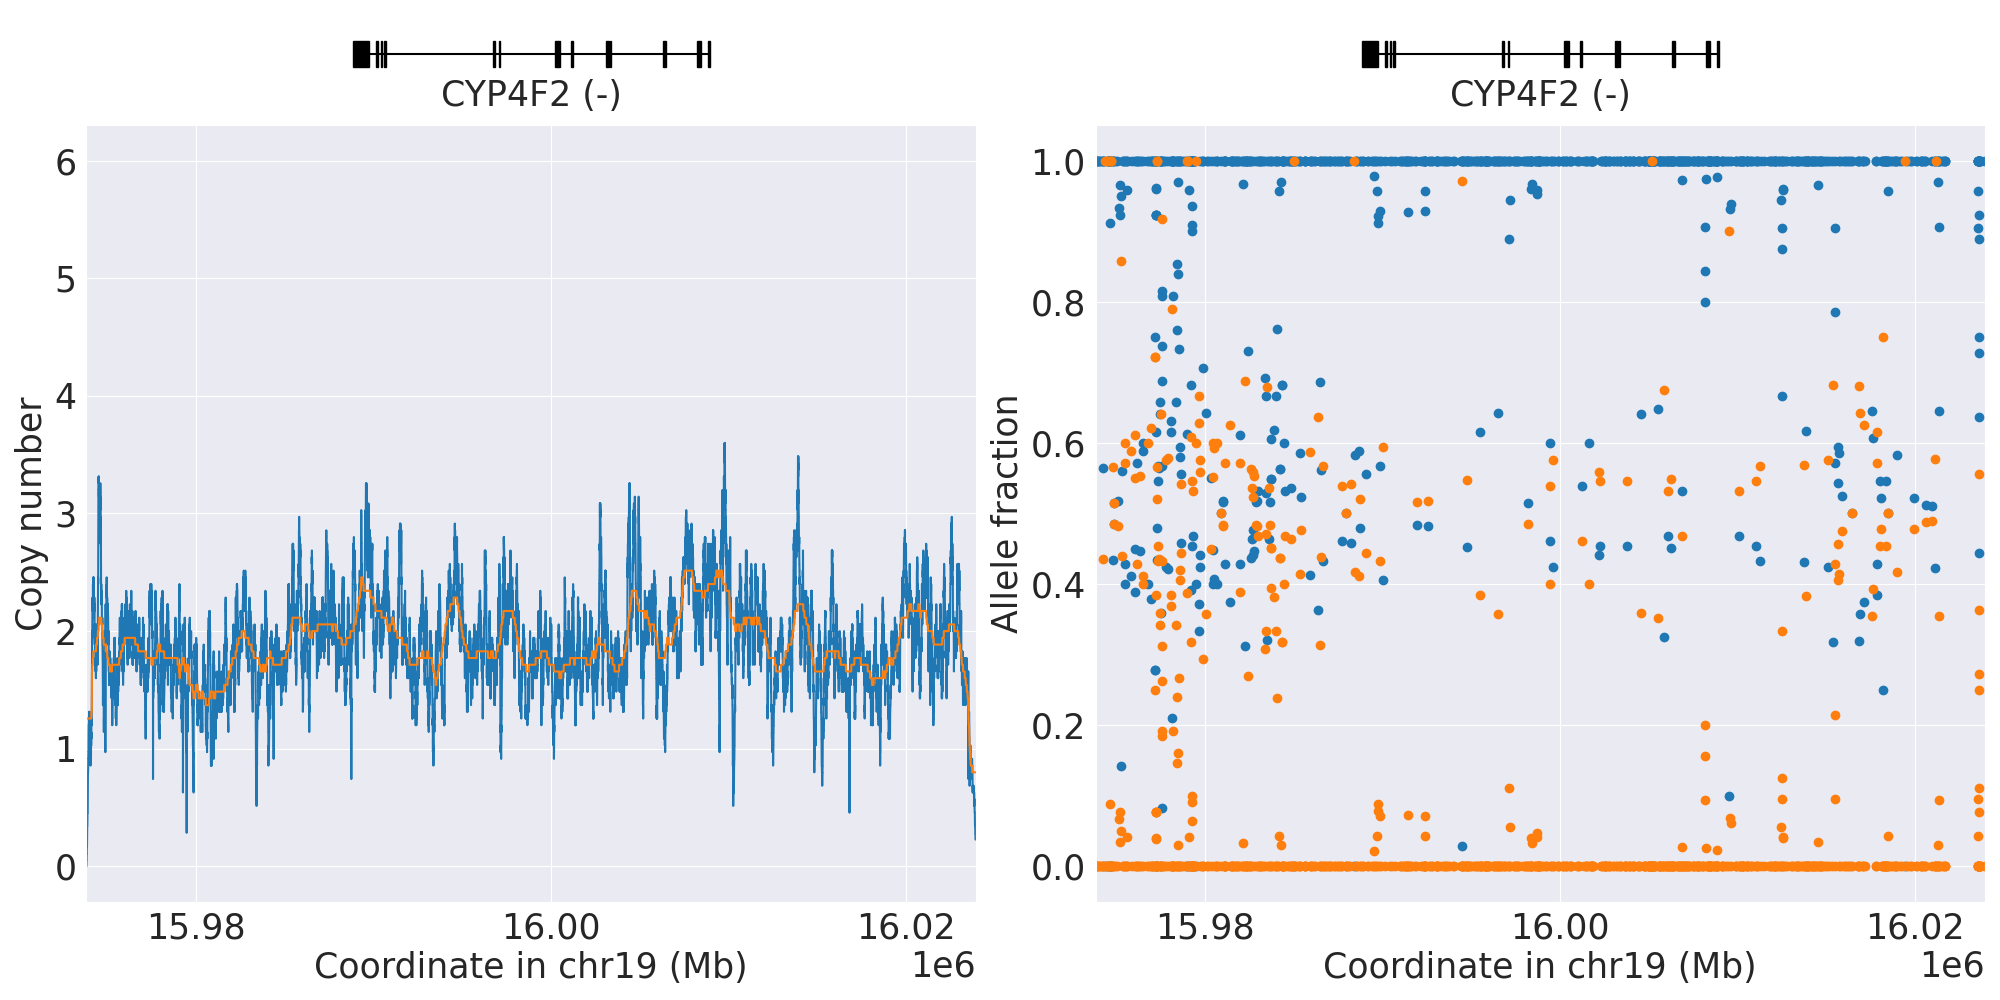 CYP4F2 (-)
CYP4F2 (-)
Copy number
6
5
4
3
2
1
0
15.98
16.00
16.02
Coordinate in chr19 (Mb)
1e6
Allele fraction
1.0
0.8
0.6
0.4
0.2
0.0
15.98
16.00
16.02
Coordinate in chr19 (Mb)
1e6